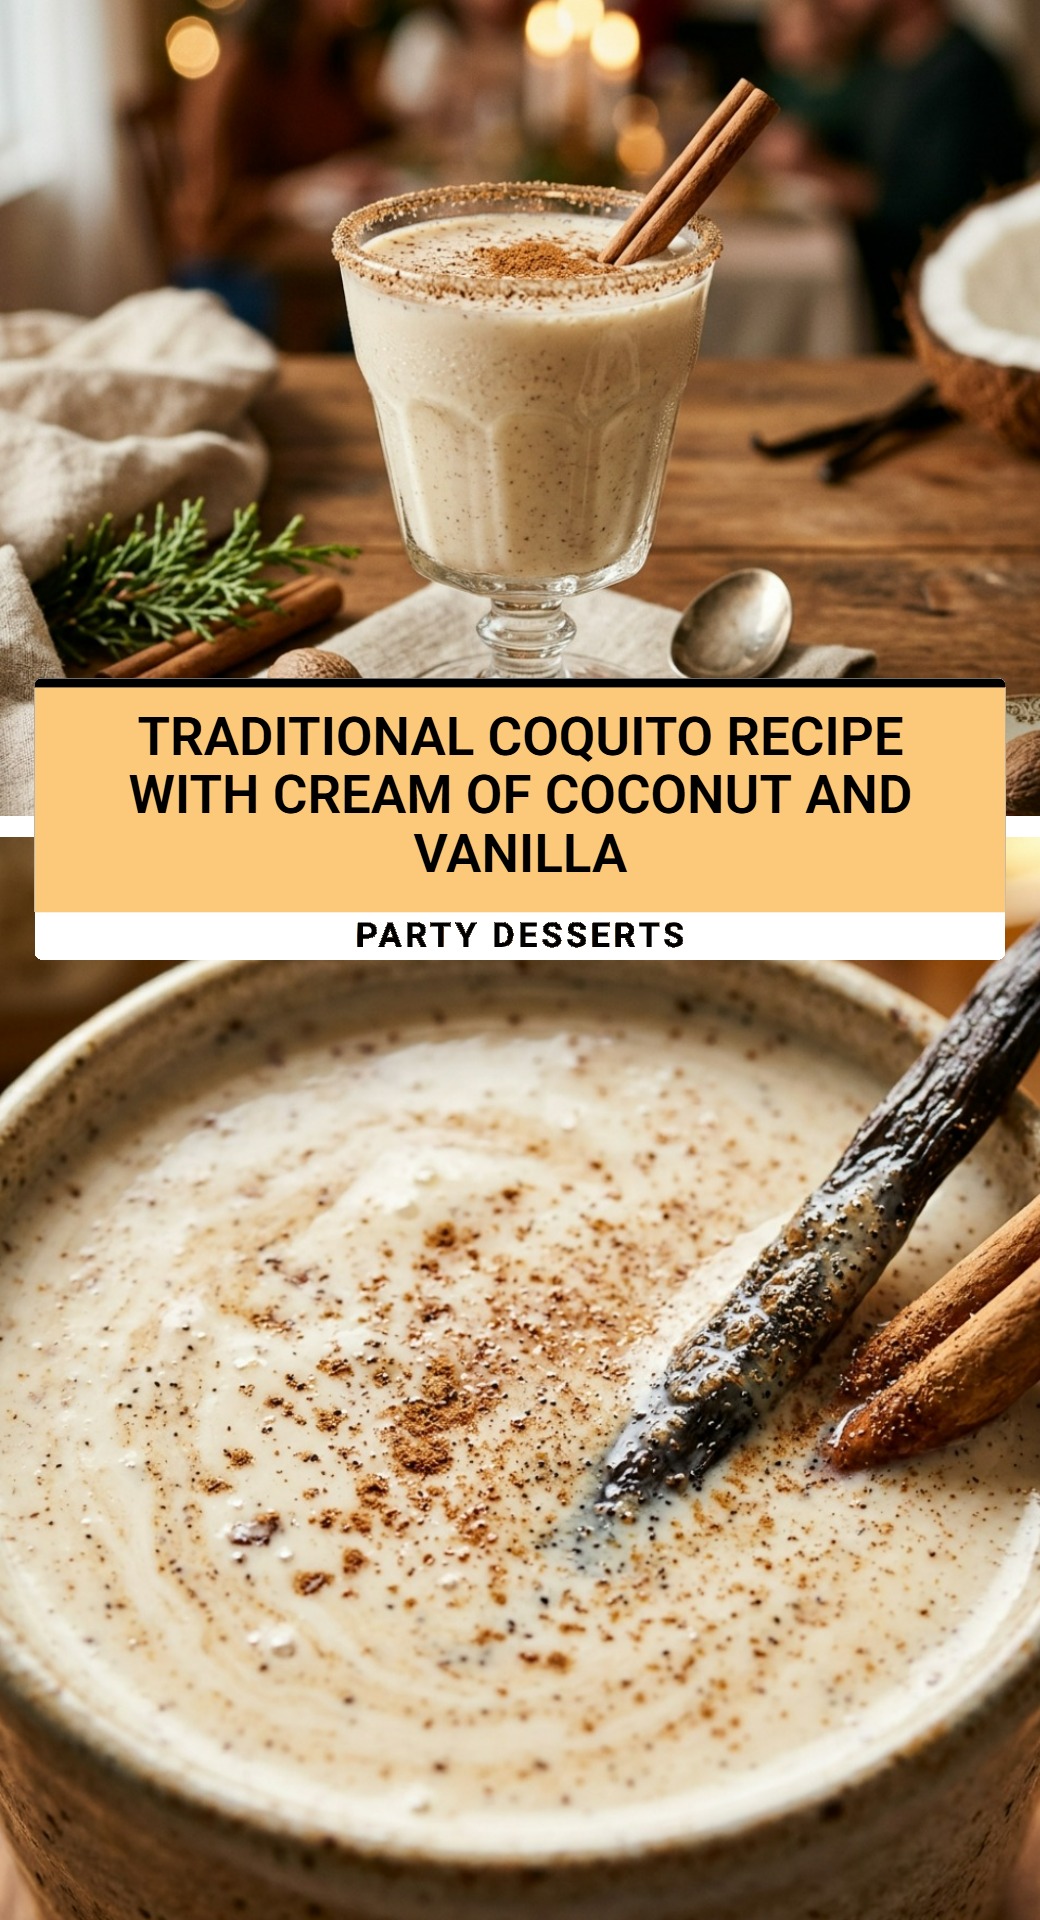 TRADITIONAL COQUITO RECIPE
WITH CREAM OF COCONUT AND
VANILLA
PARTY DESSERTS